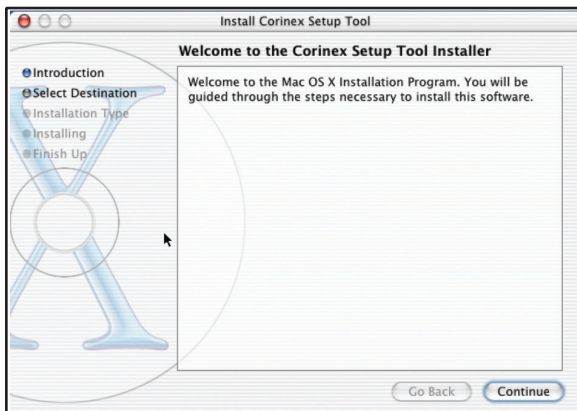 Install Corinex Setup Tool
Welcome to the Corinex Setup Tool Installer
Introduction
Select Destination
Installation Type
Installing
Finish Up
Welcome to the Mac OS X Installation Program. You will be
guided through the steps necessary to install this software.
Go Back
Continue